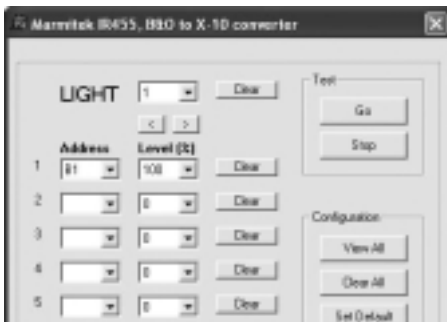 Marmitek IR455, B&O to X-10 converter
LIGHT 1 Clear
< >
Address Level (%)
1 B1 100 Clear
2 0 Clear
3 0 Clear
4 0 Clear
5 0 Clear
Test
Go
Stop
Configuration
View All
Clear All
Set Default